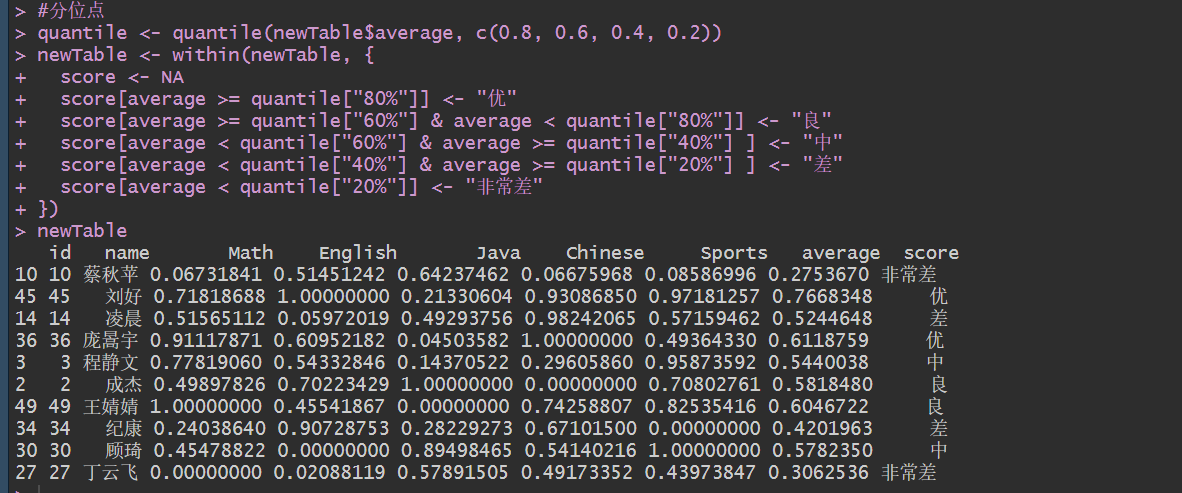 > #分位点
> quantile <- quantile(newTable$average, c(0.8, 0.6, 0.4, 0.2))
> newTable <- within(newTable, {
+   score <- NA
+   score[average >= quantile["80%"]] <- "优"
+   score[average >= quantile["60%"] & average < quantile["80%"]] <- "良"
+   score[average < quantile["60%"] & average >= quantile["40%"] ] <- "中"
+   score[average < quantile["40%"] & average >= quantile["20%"] ] <- "差"
+   score[average < quantile["20%"]] <- "非常差"
+ })
> newTable
id name Math English Java Chinese Sports average score
10 10 蔡秋苹 0.06731841 0.51451242 0.64237462 0.06675968 0.08586996 0.2753670 非常差
45 45 刘好 0.71818688 1.00000000 0.21330604 0.93086850 0.97181257 0.7668348 优
14 14 凌晨 0.51565112 0.05972019 0.49293756 0.98242065 0.57159462 0.5244648 差
36 36 庞暠宇 0.91117871 0.60952182 0.04503582 1.00000000 0.49364330 0.6118759 优
3 3 程静文 0.77819060 0.54332846 0.14370522 0.29605860 0.95873592 0.5440038 中
2 2 成杰 0.49897826 0.70223429 1.00000000 0.00000000 0.70802761 0.5818480 良
49 49 王婧婧 1.00000000 0.45541867 0.00000000 0.74258807 0.82535416 0.6046722 良
34 34 纪康 0.24038640 0.90728753 0.28229273 0.67101500 0.00000000 0.4201963 差
30 30 顾琦 0.45478822 0.00000000 0.89498465 0.54140216 1.00000000 0.5782350 中
27 27 丁云飞 0.00000000 0.02088119 0.57891505 0.49173352 0.43973847 0.3062536 非常差